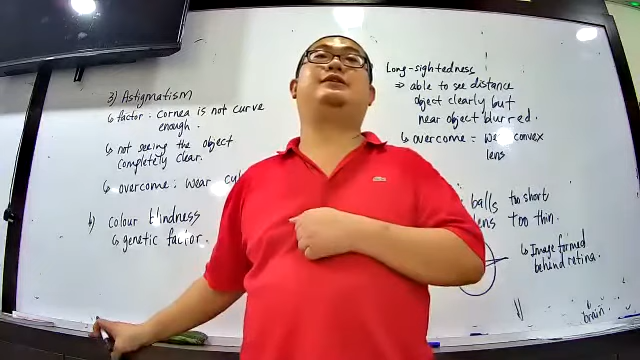 3) Astigmatism
↳ factor : Cornea is not curve
enough.
↳ not seeing the object
completely clear.
↳ overcome : wear
4) Colour blindness
↳ genetic factor.
Long-sightedness
⇒ able to see distance
object clearly but
near object blurred.
↳ overcome = convex
lens
balls too short
lens too thin.
↳ Image formed
behind retina.
brain